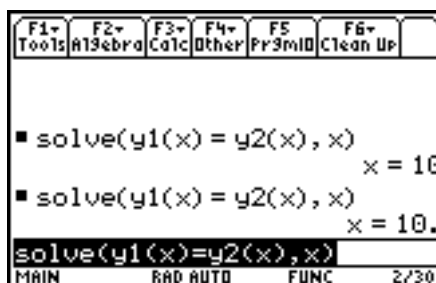 F1▾ F2▾ F3▾ F4▾ F5 F6▾
Tools Algebra Calc Other PrgmIO Clean Up
▪ solve(y1(x) = y2(x), x)
x = 10
▪ solve(y1(x) = y2(x), x)
x = 10.
solve(y1(x)=y2(x),x)
MAIN RAD AUTO FUNC 2/30